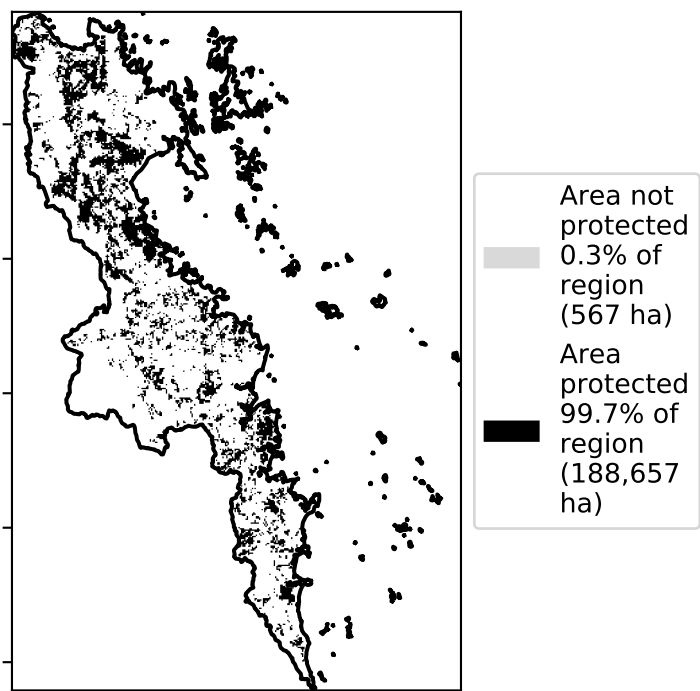 Area not
protected
0.3% of
region
(567 ha)
Area
protected
99.7% of
region
(188,657
ha)